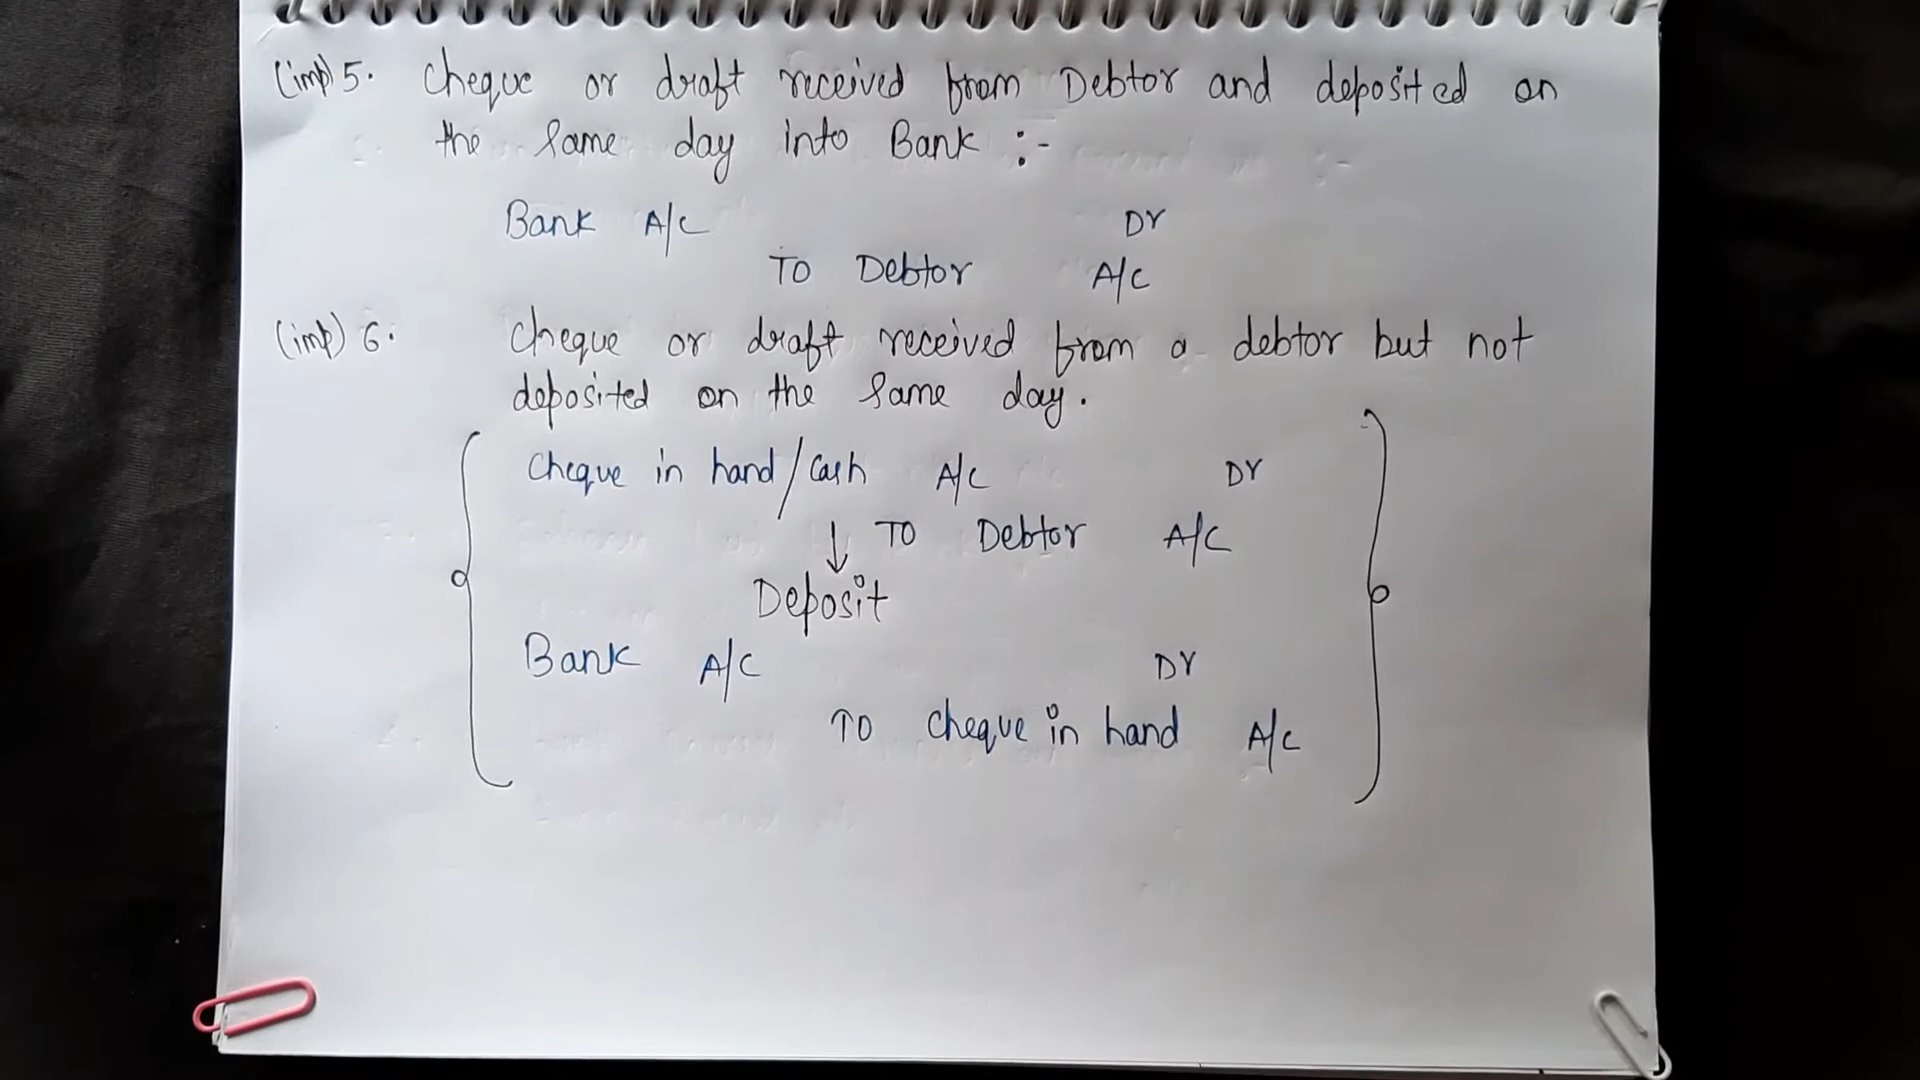 (imp) 5. Cheque or draft received from Debtor and deposited on
the same day into Bank :-
Bank A/C Dr
To Debtor A/C
(imp) 6. Cheque or draft received from a debtor but not
deposited on the same day.
Cheque in hand/Cash A/C Dr
↓ To Debtor A/C
Deposit
Bank A/C Dr
To Cheque in hand A/C